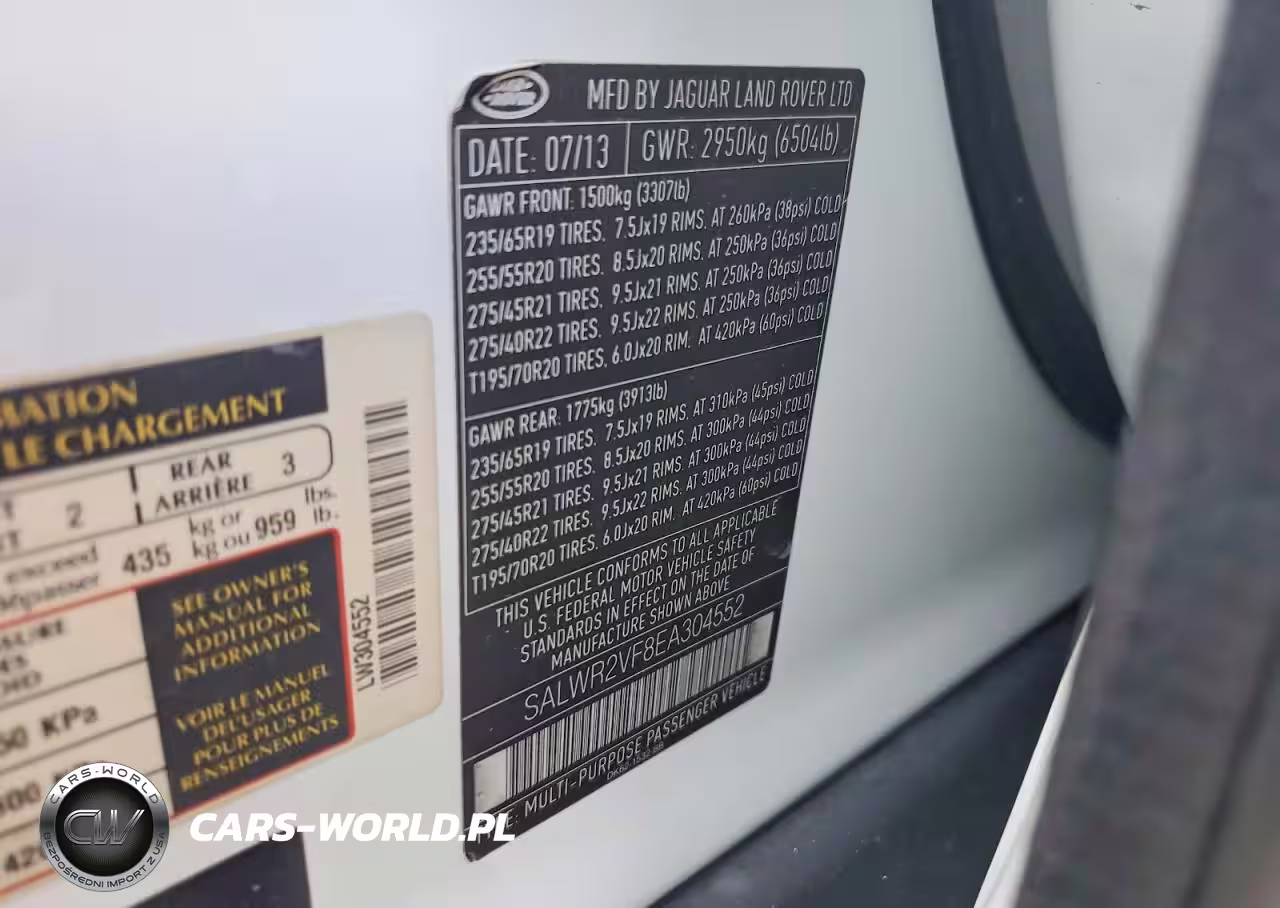 MFD BY JAGUAR LAND ROVER LTD
DATE: 07/13 GWR: 2950kg (6504lb)
GAWR FRONT: 1500kg (3307lb)
235/65R19 TIRES, 7.5Jx19 RIMS. AT 260kPa (38psi) COLD
255/55R20 TIRES, 8.5Jx20 RIMS. AT 250kPa (36psi) COLD
275/45R21 TIRES, 9.5Jx21 RIMS. AT 250kPa (36psi) COLD
275/40R22 TIRES, 9.5Jx22 RIMS. AT 250kPa (36psi) COLD
T195/70R20 TIRES, 6.0Jx20 RIM. AT 420kPa (60psi) COLD
GAWR REAR: 1775kg (3913lb)
235/65R19 TIRES, 7.5Jx19 RIMS. AT 310kPa (45psi) COLD
255/55R20 TIRES, 8.5Jx20 RIMS. AT 300kPa (44psi) COLD
275/45R21 TIRES, 9.5Jx21 RIMS. AT 300kPa (44psi) COLD
275/40R22 TIRES, 9.5Jx22 RIMS. AT 300kPa (44psi) COLD
T195/70R20 TIRES, 6.0Jx20 RIM. AT 420kPa (60psi) COLD
THIS VEHICLE CONFORMS TO ALL APPLICABLE
U.S. FEDERAL MOTOR VEHICLE SAFETY
STANDARDS IN EFFECT ON THE DATE OF
MANUFACTURE SHOWN ABOVE
SALWR2VF8EA304552
MULTI-PURPOSE PASSENGER VEHICLE
MATION
LE CHARGEMENT
2 REAR
ARRIÈRE 3
exceed 435 kg or 959 lbs.
kg ou lb.
SEE OWNER'S
MANUAL FOR
ADDITIONAL
INFORMATION
VOIR LE MANUEL
DE L'USAGER
POUR PLUS DE
RENSEIGNEMENTS
KPa
LW304552
CARS-WORLD
CW
BEZPOŚREDNI IMPORT Z USA
CARS-WORLD.PL